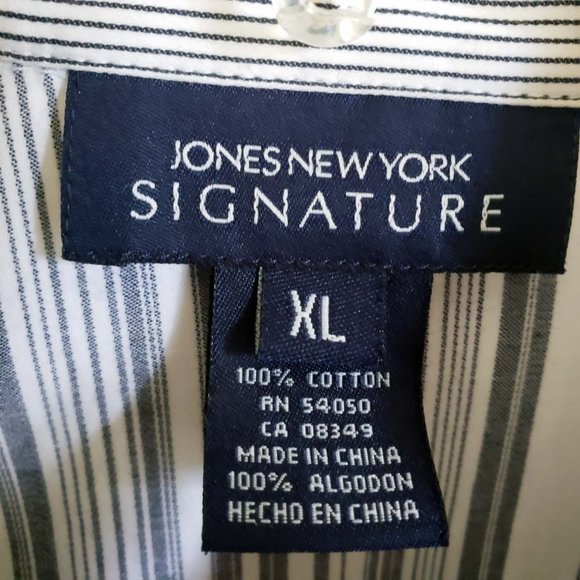 JONES NEW YORK
SIGNATURE
XL
100% COTTON
RN 54050
CA 08349
MADE IN CHINA
100% ALGODON
HECHO EN CHINA